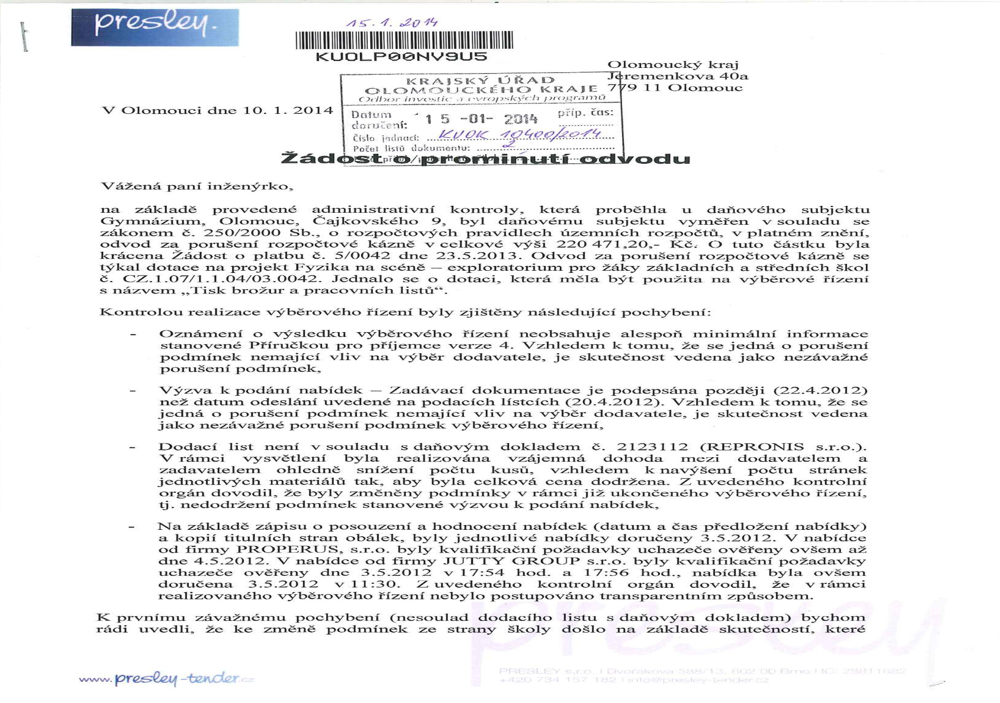 presley.
15.1.2014
KUOLP00NV9U5
Olomoucký kraj
Jeremenkova 40a
779 11 Olomouc
KRAJSKÝ ÚŘAD
OLOMOUCKÉHO KRAJE
Odbor investic a evropských programů
V Olomouci dne 10. 1. 2014
Datum doručení: 15 -01- 2014 příp. čas:
Číslo jednací: KUOK 10400/2014
Počet listů dokumentu: 2
Žádost o prominutí odvodu
Vážená paní inženýrko,
na základě provedené administrativní kontroly, která proběhla u daňového subjektu
Gymnázium, Olomouc, Čajkovského 9, byl daňovému subjektu vyměřen v souladu se
zákonem č. 250/2000 Sb., o rozpočtových pravidlech územních rozpočtů, v platném znění,
odvod za porušení rozpočtové kázně v celkové výši 220 471,20,- Kč. O tuto částku byla
krácena Žádost o platbu č. 5/0042 dne 23.5.2013. Odvod za porušení rozpočtové kázně se
týkal dotace na projekt Fyzika na scéně – exploratorium pro žáky základních a středních škol
č. CZ.1.07/1.1.04/03.0042. Jednalo se o dotaci, která měla být použita na výběrové řízení
s názvem „Tisk brožur a pracovních listů“.
Kontrolou realizace výběrového řízení byly zjištěny následující pochybení:
- Oznámení o výsledku výběrového řízení neobsahuje alespoň minimální informace
stanovené Příručkou pro příjemce verze 4. Vzhledem k tomu, že se jedná o porušení
podmínek nemající vliv na výběr dodavatele, je skutečnost vedena jako nezávažné
porušení podmínek,
- Výzva k podání nabídek – Zadávací dokumentace je podepsána později (22.4.2012)
než datum odeslání uvedené na podacích lístcích (20.4.2012). Vzhledem k tomu, že se
jedná o porušení podmínek nemající vliv na výběr dodavatele, je skutečnost vedena
jako nezávažné porušení podmínek výběrového řízení,
- Dodací list není v souladu s daňovým dokladem č. 2123112 (REPRONIS s.r.o.).
V rámci vysvětlení byla realizována vzájemná dohoda mezi dodavatelem a
zadavatelem ohledně snížení počtu kusů, vzhledem k navýšení počtu stránek
jednotlivých materiálů tak, aby byla celková cena dodržena. Z uvedeného kontrolní
orgán dovodil, že byly změněny podmínky v rámci již ukončeného výběrového řízení,
tj. nedodržení podmínek stanovené výzvou k podání nabídek,
- Na základě zápisu o posouzení a hodnocení nabídek (datum a čas předložení nabídky)
a kopií titulních stran obálek, byly jednotlivé nabídky doručeny 3.5.2012. V nabídce
od firmy PROPERUS, s.r.o. byly kvalifikační požadavky uchazeče ověřeny ovšem až
dne 4.5.2012. V nabídce od firmy JUTTY GROUP s.r.o. byly kvalifikační požadavky
uchazeče ověřeny dne 3.5.2012 v 17:54 hod. a 17:56 hod., nabídka byla ovšem
doručena 3.5.2012 v 11:30. Z uvedeného kontrolní orgán dovodil, že v rámci
realizovaného výběrového řízení nebylo postupováno transparentním způsobem.
K prvnímu závažnému pochybení (nesoulad dodacího listu s daňovým dokladem) bychom
rádi uvedli, že ke změně podmínek ze strany školy došlo na základě skutečností, které
presley.
www.presley-tender.cz
PRESLEY s.r.o. | Dvořákova 588/13, 602 00 Brno | IČ: 28811682
+420 734 157 182 | info@presley-tender.cz